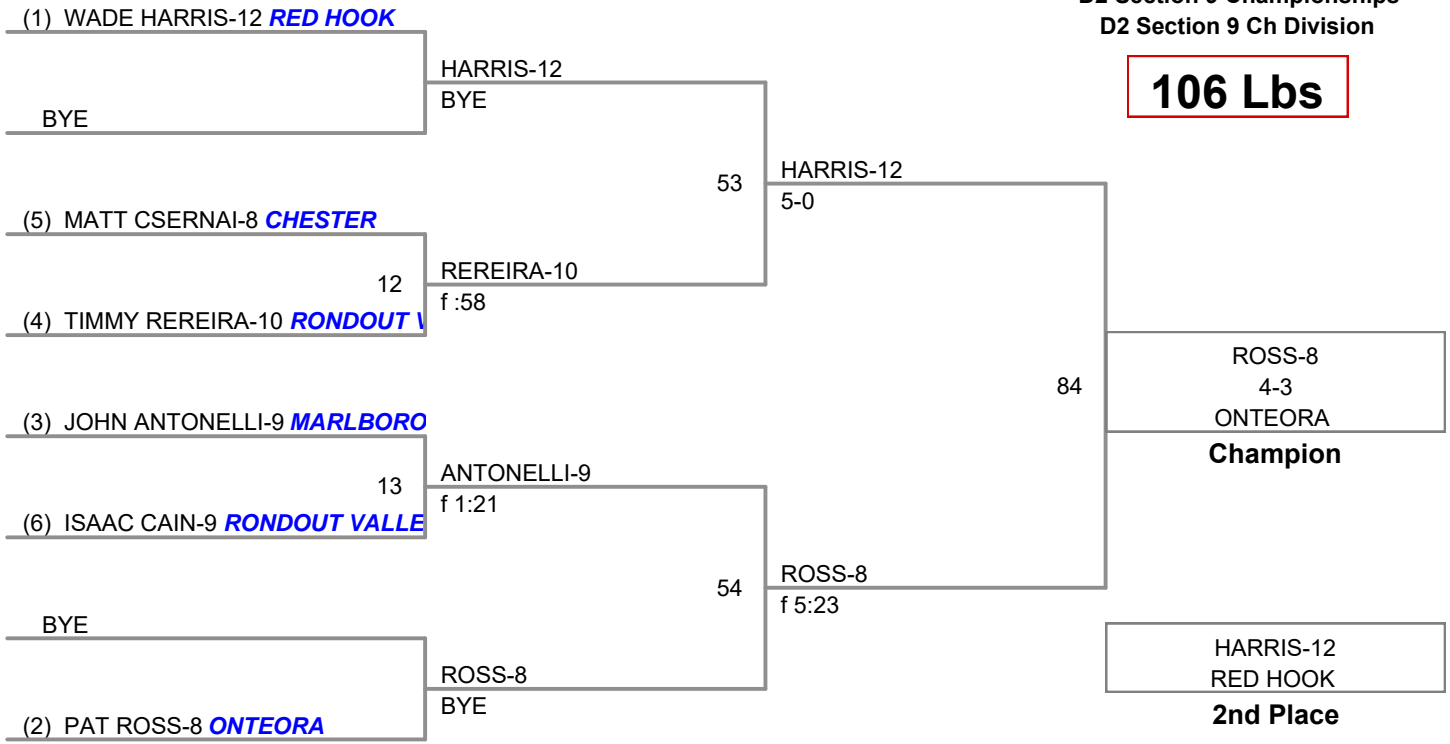 D2 Section 9 Championships
D2 Section 9 Ch Division
106 Lbs
(1) WADE HARRIS-12 RED HOOK
HARRIS-12
BYE
BYE
53
HARRIS-12
5-0
(5) MATT CSERNAI-8 CHESTER
12
REREIRA-10
f :58
(4) TIMMY REREIRA-10 RONDOUT V
84
ROSS-8
4-3
ONTEORA
Champion
(3) JOHN ANTONELLI-9 MARLBORO
13
ANTONELLI-9
f 1:21
(6) ISAAC CAIN-9 RONDOUT VALLE
54
ROSS-8
f 5:23
BYE
ROSS-8
BYE
(2) PAT ROSS-8 ONTEORA
HARRIS-12
RED HOOK
2nd Place